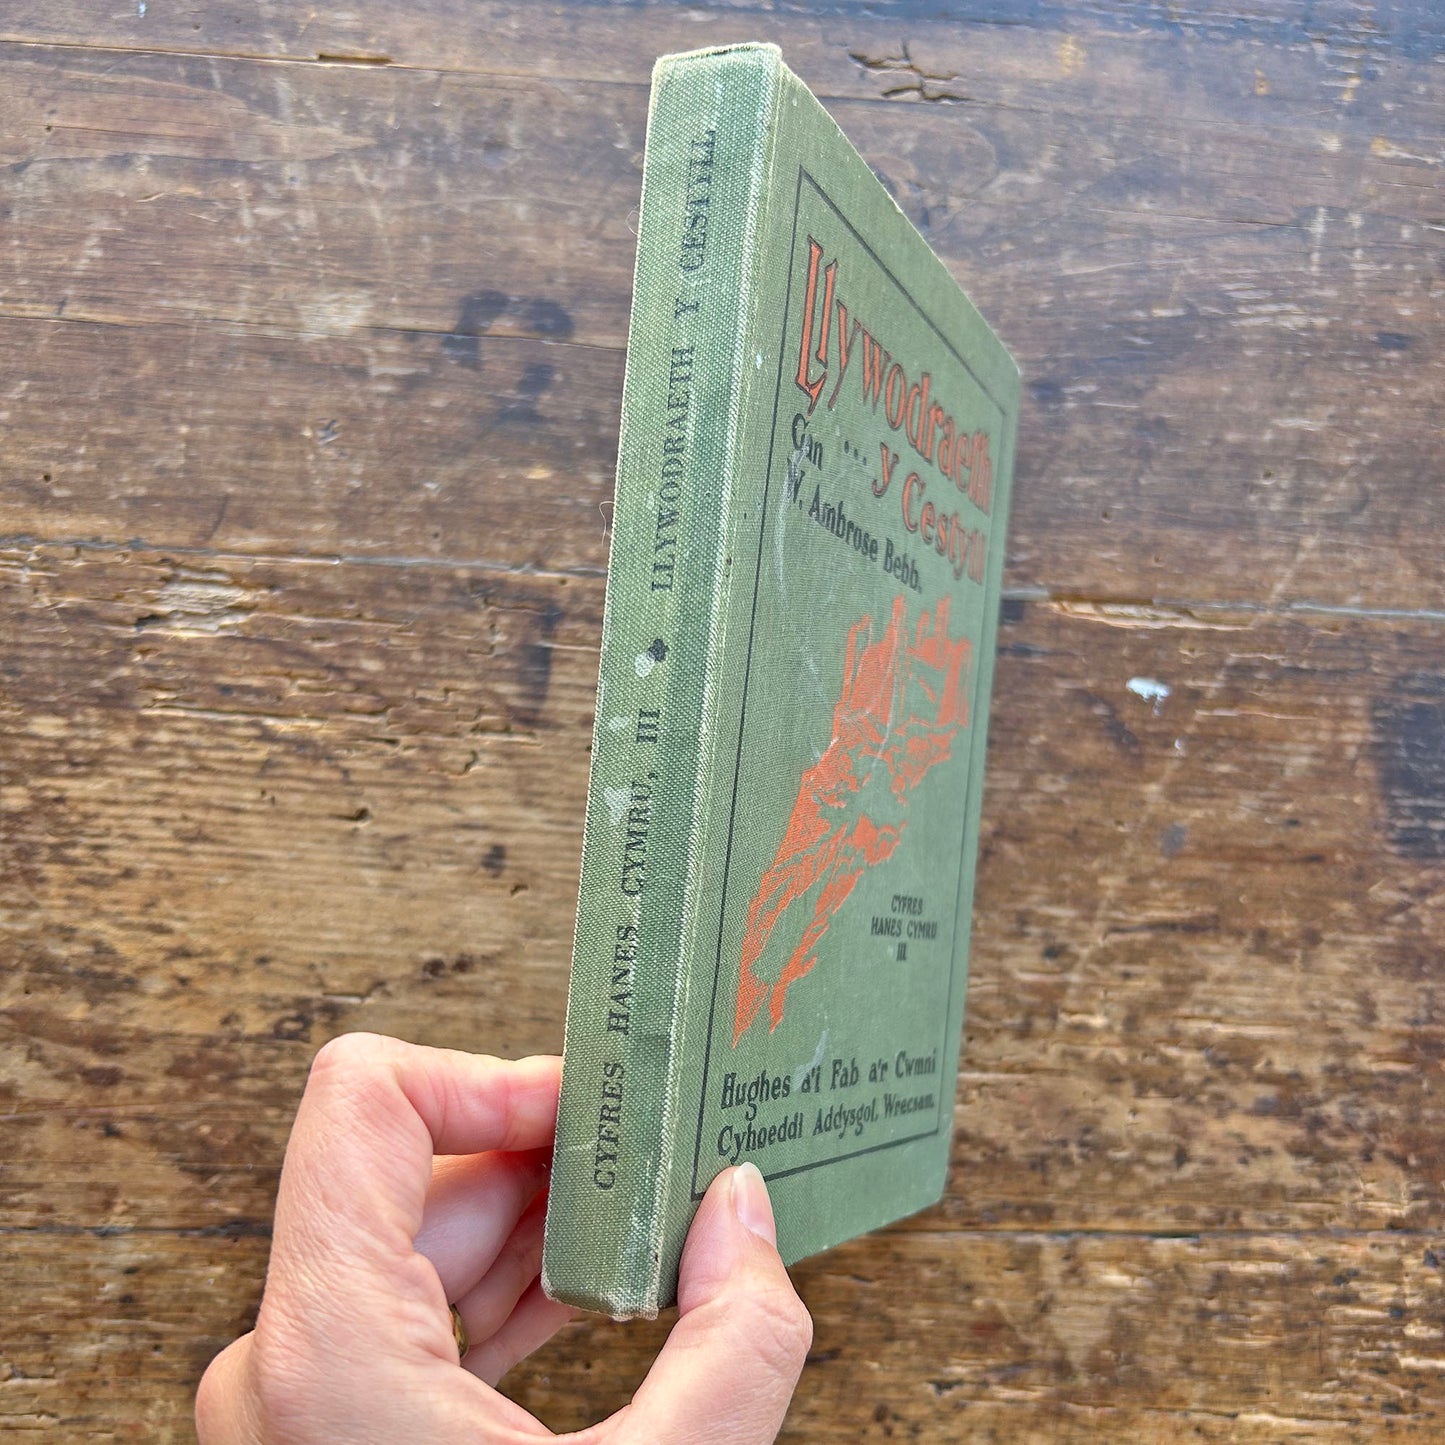 CYFRES HANES CYMRU, III ♠ LLYWODRAETH Y CESTYLL
Llywodraeth
... y Cestyll
Gan
W. Ambrose Bebb.
CYFRES
HANES CYMRU
III.
Hughes a'i Fab a'r Cwmni
Cyhoeddi Addysgol, Wrecsam.